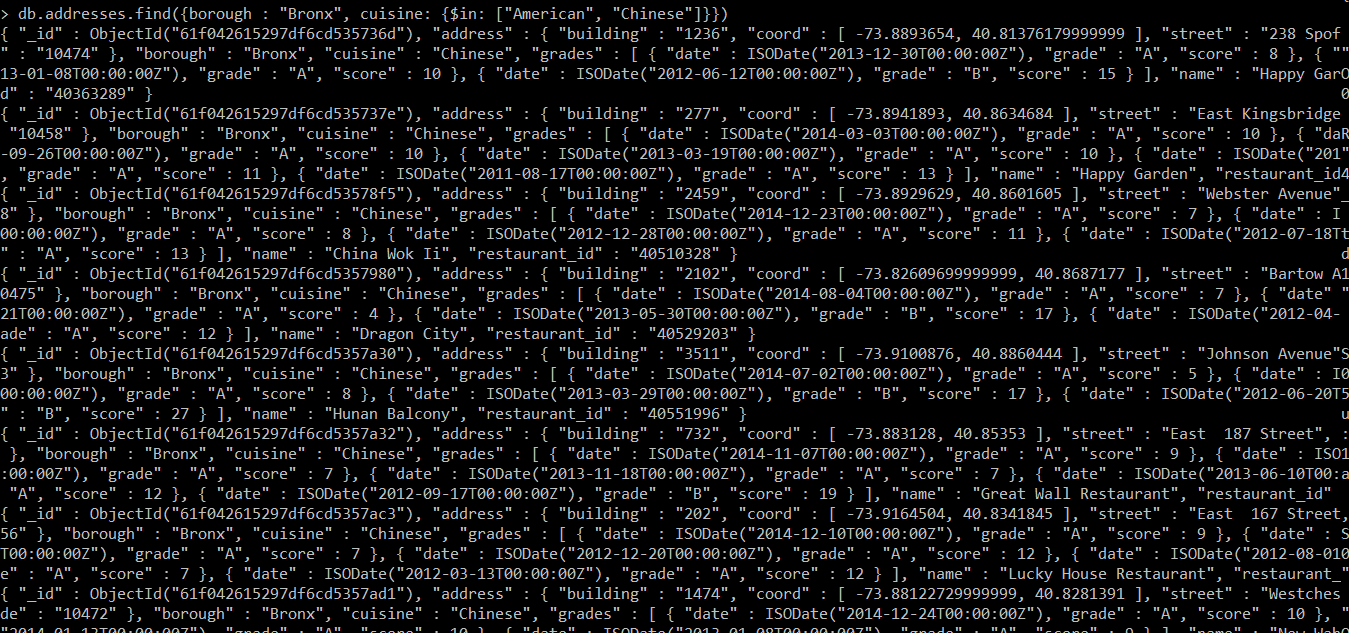 > db.addresses.find({borough : "Bronx", cuisine: {$in: ["American", "Chinese"]}})
{ "_id" : ObjectId("61f042615297df6cd535736d"), "address" : { "building" : "1236", "coord" : [ -73.8893654, 40.81376179999999 ], "street" : "238 Spof
" : "10474" }, "borough" : "Bronx", "cuisine" : "Chinese", "grades" : [ { "date" : ISODate("2013-12-30T00:00:00Z"), "grade" : "A", "score" : 8 }, { ""
13-01-08T00:00:00Z"), "grade" : "A", "score" : 10 }, { "date" : ISODate("2012-06-12T00:00:00Z"), "grade" : "B", "score" : 15 } ], "name" : "Happy GarO
d" : "40363289" } 0
{ "_id" : ObjectId("61f042615297df6cd535737e"), "address" : { "building" : "277", "coord" : [ -73.8941893, 40.8634684 ], "street" : "East Kingsbridge
"10458" }, "borough" : "Bronx", "cuisine" : "Chinese", "grades" : [ { "date" : ISODate("2014-03-03T00:00:00Z"), "grade" : "A", "score" : 10 }, { "daR
-09-26T00:00:00Z"), "grade" : "A", "score" : 10 }, { "date" : ISODate("2013-03-19T00:00:00Z"), "grade" : "A", "score" : 10 }, { "date" : ISODate("201"
, "grade" : "A", "score" : 11 }, { "date" : ISODate("2011-08-17T00:00:00Z"), "grade" : "A", "score" : 13 } ], "name" : "Happy Garden", "restaurant_id4
{ "_id" : ObjectId("61f042615297df6cd53578f5"), "address" : { "building" : "2459", "coord" : [ -73.8929629, 40.8601605 ], "street" : "Webster Avenue"_
8" }, "borough" : "Bronx", "cuisine" : "Chinese", "grades" : [ { "date" : ISODate("2014-12-23T00:00:00Z"), "grade" : "A", "score" : 7 }, { "date" : I
00:00:00Z"), "grade" : "A", "score" : 8 }, { "date" : ISODate("2012-12-28T00:00:00Z"), "grade" : "A", "score" : 11 }, { "date" : ISODate("2012-07-18Tt
" : "A", "score" : 13 } ], "name" : "China Wok Ii", "restaurant_id" : "40510328" } d
{ "_id" : ObjectId("61f042615297df6cd5357980"), "address" : { "building" : "2102", "coord" : [ -73.82609699999999, 40.8687177 ], "street" : "Bartow A1
0475" }, "borough" : "Bronx", "cuisine" : "Chinese", "grades" : [ { "date" : ISODate("2014-08-04T00:00:00Z"), "grade" : "A", "score" : 7 }, { "date" "
21T00:00:00Z"), "grade" : "A", "score" : 4 }, { "date" : ISODate("2013-05-30T00:00:00Z"), "grade" : "B", "score" : 17 }, { "date" : ISODate("2012-04-
ade" : "A", "score" : 12 } ], "name" : "Dragon City", "restaurant_id" : "40529203" }
{ "_id" : ObjectId("61f042615297df6cd5357a30"), "address" : { "building" : "3511", "coord" : [ -73.9100876, 40.8860444 ], "street" : "Johnson Avenue"S
3" }, "borough" : "Bronx", "cuisine" : "Chinese", "grades" : [ { "date" : ISODate("2014-07-02T00:00:00Z"), "grade" : "A", "score" : 5 }, { "date" : I0
00:00:00Z"), "grade" : "A", "score" : 8 }, { "date" : ISODate("2013-03-29T00:00:00Z"), "grade" : "B", "score" : 17 }, { "date" : ISODate("2012-06-20T5
" : "B", "score" : 27 } ], "name" : "Hunan Balcony", "restaurant_id" : "40551996" } u
{ "_id" : ObjectId("61f042615297df6cd5357a32"), "address" : { "building" : "732", "coord" : [ -73.883128, 40.85353 ], "street" : "East  187 Street", :
}, "borough" : "Bronx", "cuisine" : "Chinese", "grades" : [ { "date" : ISODate("2014-11-07T00:00:00Z"), "grade" : "A", "score" : 9 }, { "date" : ISO1
:00:00Z"), "grade" : "A", "score" : 7 }, { "date" : ISODate("2013-11-18T00:00:00Z"), "grade" : "A", "score" : 7 }, { "date" : ISODate("2013-06-10T00:a
"A", "score" : 12 }, { "date" : ISODate("2012-09-17T00:00:00Z"), "grade" : "B", "score" : 19 } ], "name" : "Great Wall Restaurant", "restaurant_id"
{ "_id" : ObjectId("61f042615297df6cd5357ac3"), "address" : { "building" : "202", "coord" : [ -73.9164504, 40.8341845 ], "street" : "East  167 Street,
56" }, "borough" : "Bronx", "cuisine" : "Chinese", "grades" : [ { "date" : ISODate("2014-12-10T00:00:00Z"), "grade" : "A", "score" : 9 }, { "date" : S
T00:00:00Z"), "grade" : "A", "score" : 7 }, { "date" : ISODate("2012-12-20T00:00:00Z"), "grade" : "A", "score" : 12 }, { "date" : ISODate("2012-08-010
e" : "A", "score" : 7 }, { "date" : ISODate("2012-03-13T00:00:00Z"), "grade" : "A", "score" : 12 } ], "name" : "Lucky House Restaurant", "restaurant_"
{ "_id" : ObjectId("61f042615297df6cd5357ad1"), "address" : { "building" : "1474", "coord" : [ -73.88122729999999, 40.8281391 ], "street" : "Westches
de" : "10472" }, "borough" : "Bronx", "cuisine" : "Chinese", "grades" : [ { "date" : ISODate("2014-12-24T00:00:00Z"), "grade" : "A", "score" : 10 }, "